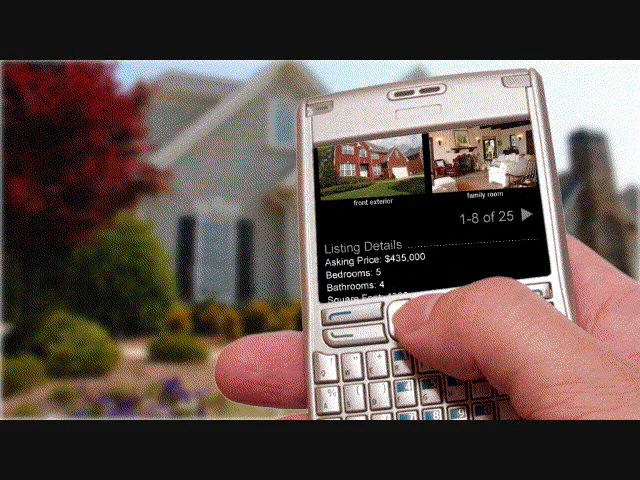 front exterior
family room
1-8 of 25
Listing Details
Asking Price: $435,000
Bedrooms: 5
Bathrooms: 4